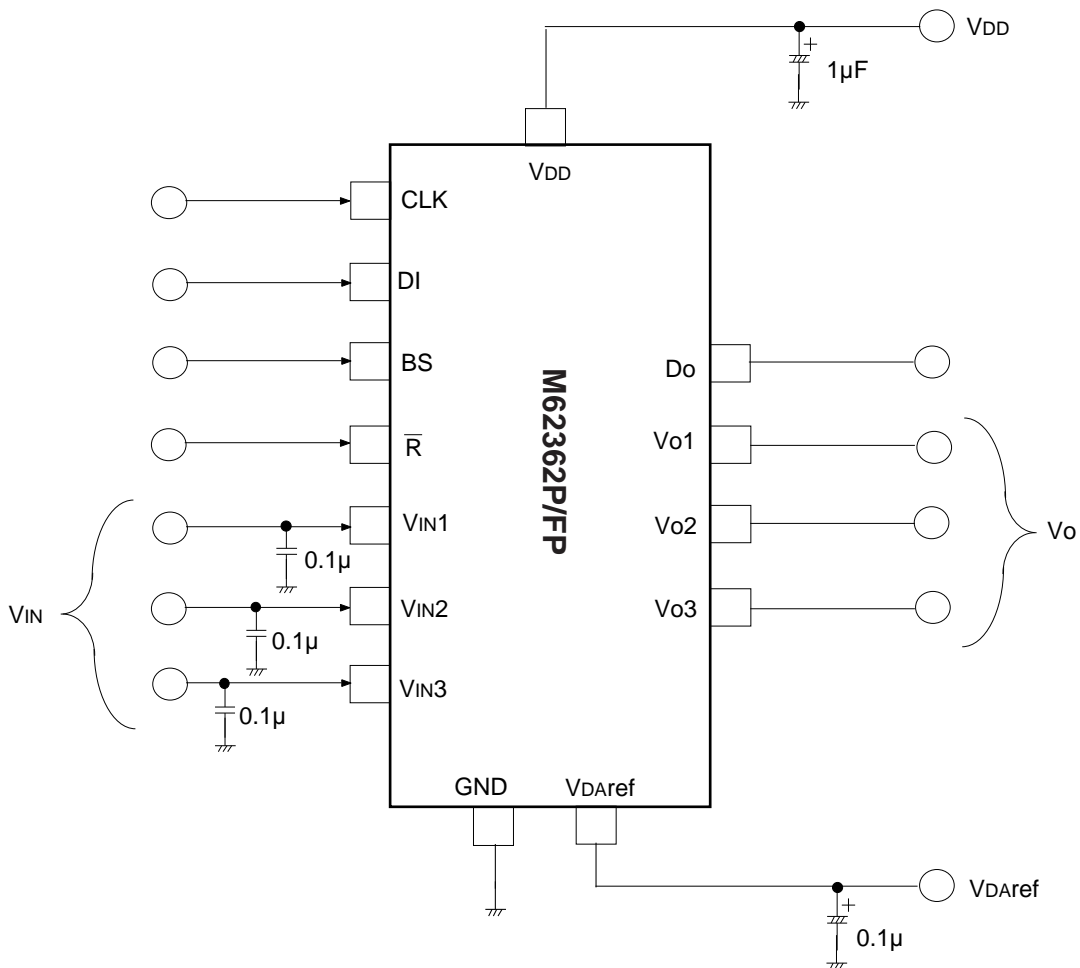 VDD
+
1µF
VDD
CLK
DI
BS
R̅
VIN1
0.1µ
VIN2
0.1µ
VIN3
0.1µ
VIN
M62362P/FP
Do
Vo1
Vo2
Vo3
Vo
GND
VDAref
VDAref
+
0.1µ